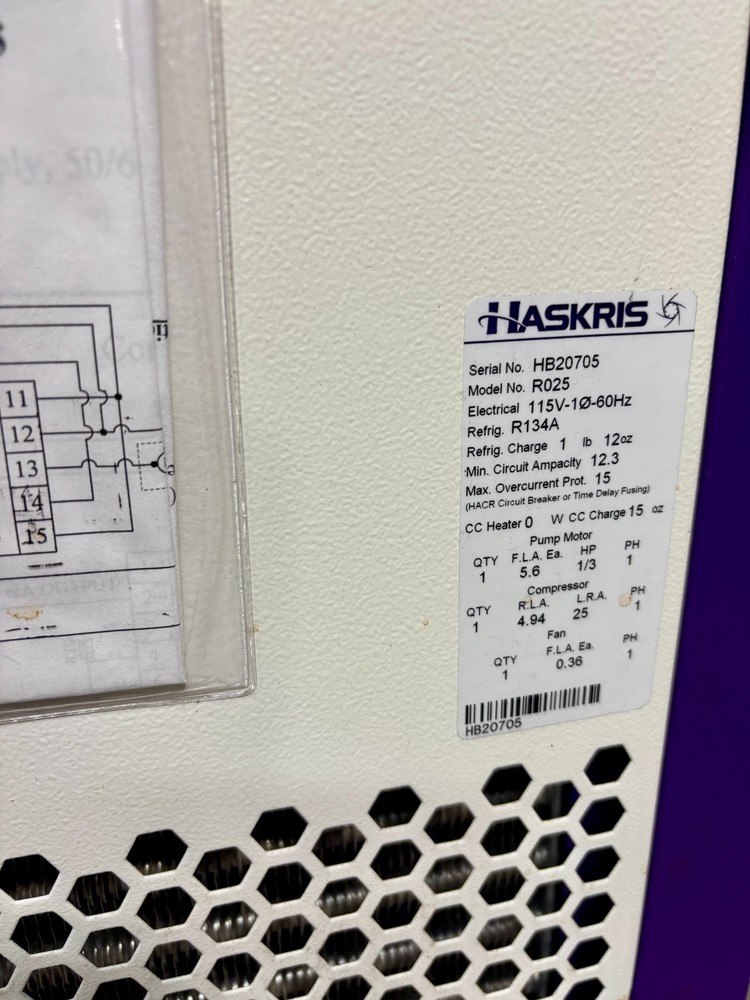 ply, 50/6
11
12
13
14
15
HASKRIS
Serial No. HB20705
Model No. R025
Electrical 115V-1Ø-60Hz
Refrig. R134A
Refrig. Charge 1 lb 12oz
Min. Circuit Ampacity 12.3
Max. Overcurrent Prot. 15
(HACR Circuit Breaker or Time Delay Fusing)
CC Heater 0 W CC Charge 15 oz
Pump Motor
QTY F.L.A. Ea. HP PH
1 5.6 1/3 1
Compressor
QTY R.L.A. L.R.A. PH
1 4.94 25 1
Fan
QTY F.L.A. Ea. PH
1 0.36 1
HB20705